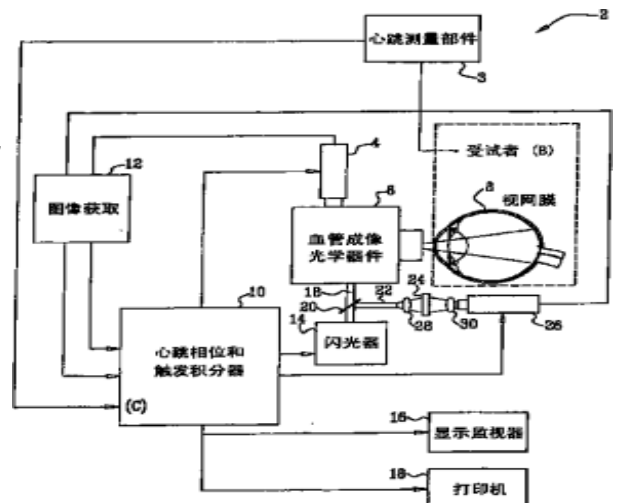 2
心跳测量部件
3
4
受试者 (B)
12
6
8
视网膜
图像获取
血管成像
光学器件
10
18
22
24
20
14
28
30
26
心跳相位和
触发积分器
闪光器
(C)
16
显示监视器
18
打印机